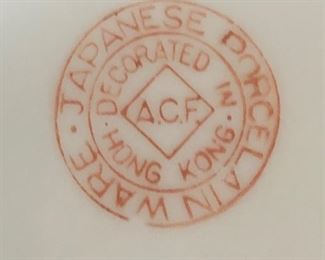 · JAPANESE PORCELAIN WARE
· DECORATED IN ·
HONG KONG
A.C.F.